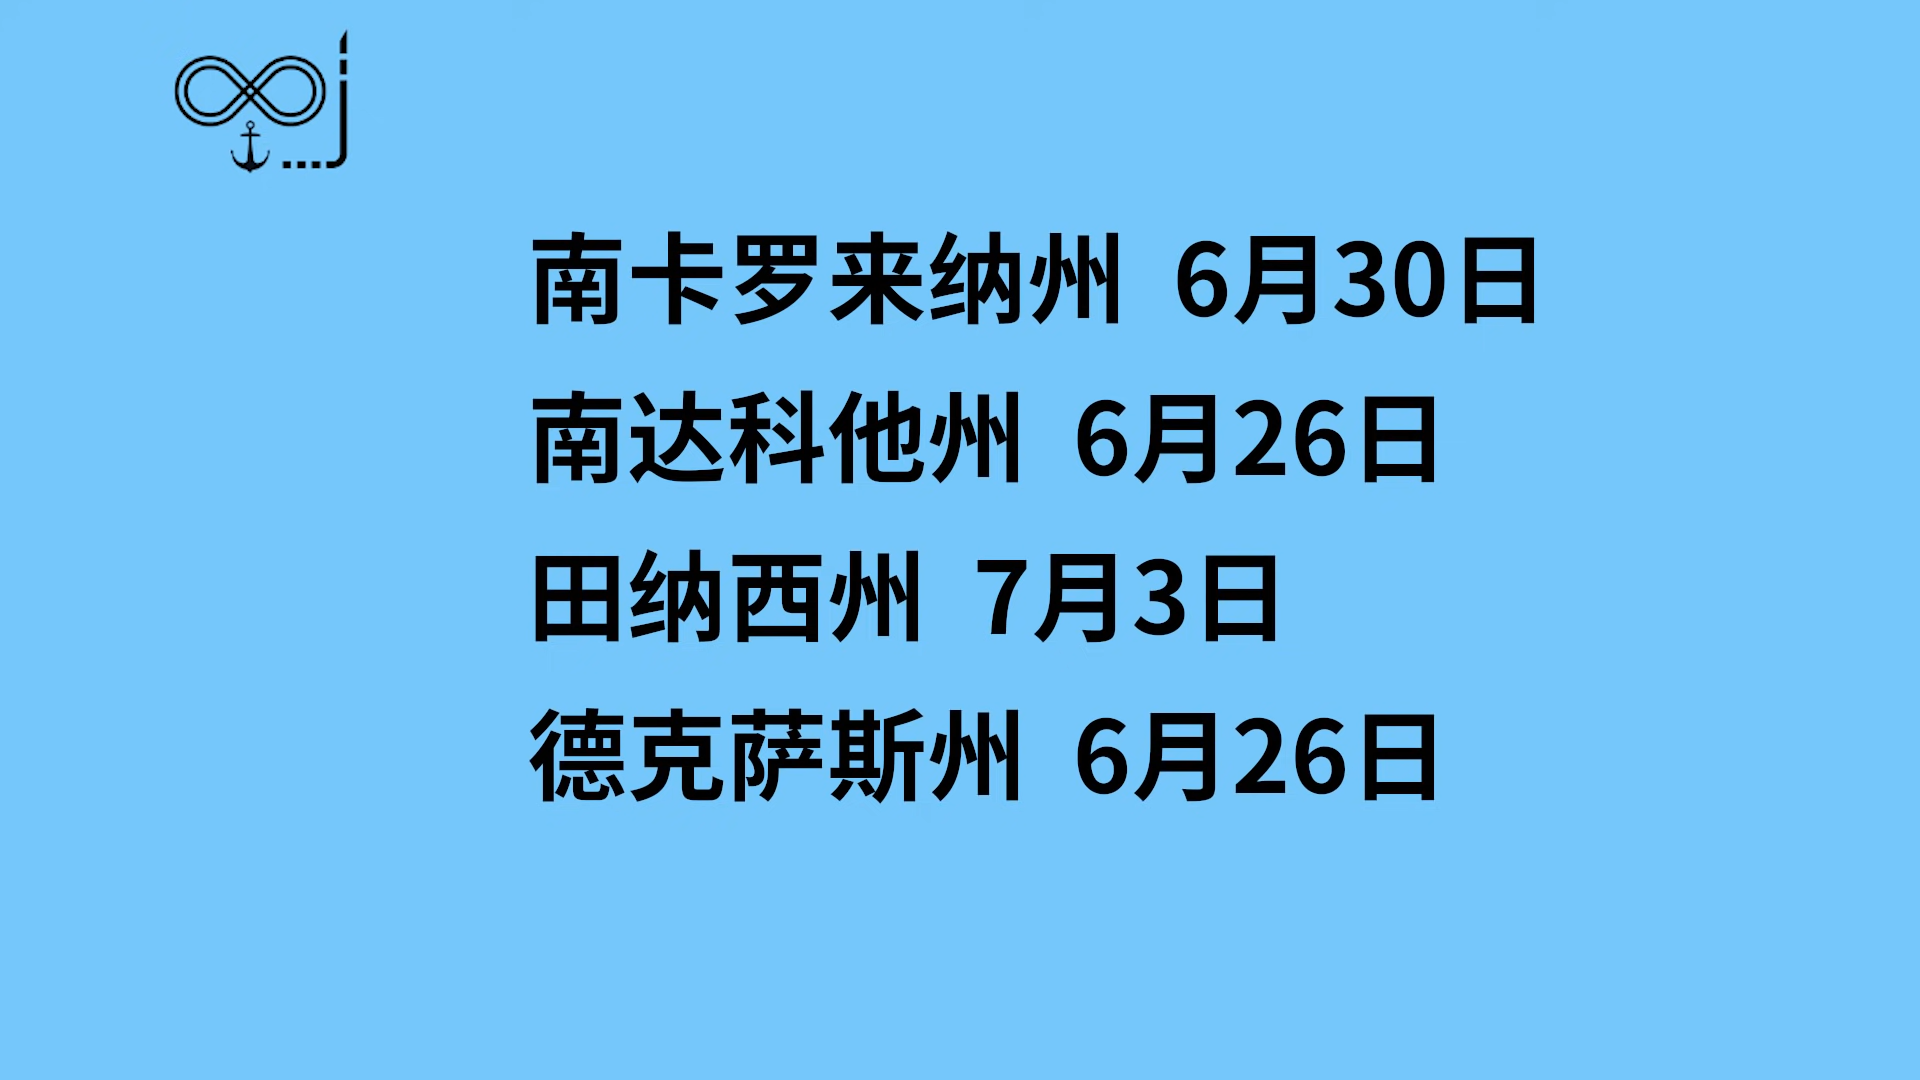 南卡罗来纳州 6月30日
南达科他州 6月26日
田纳西州 7月3日
德克萨斯州 6月26日